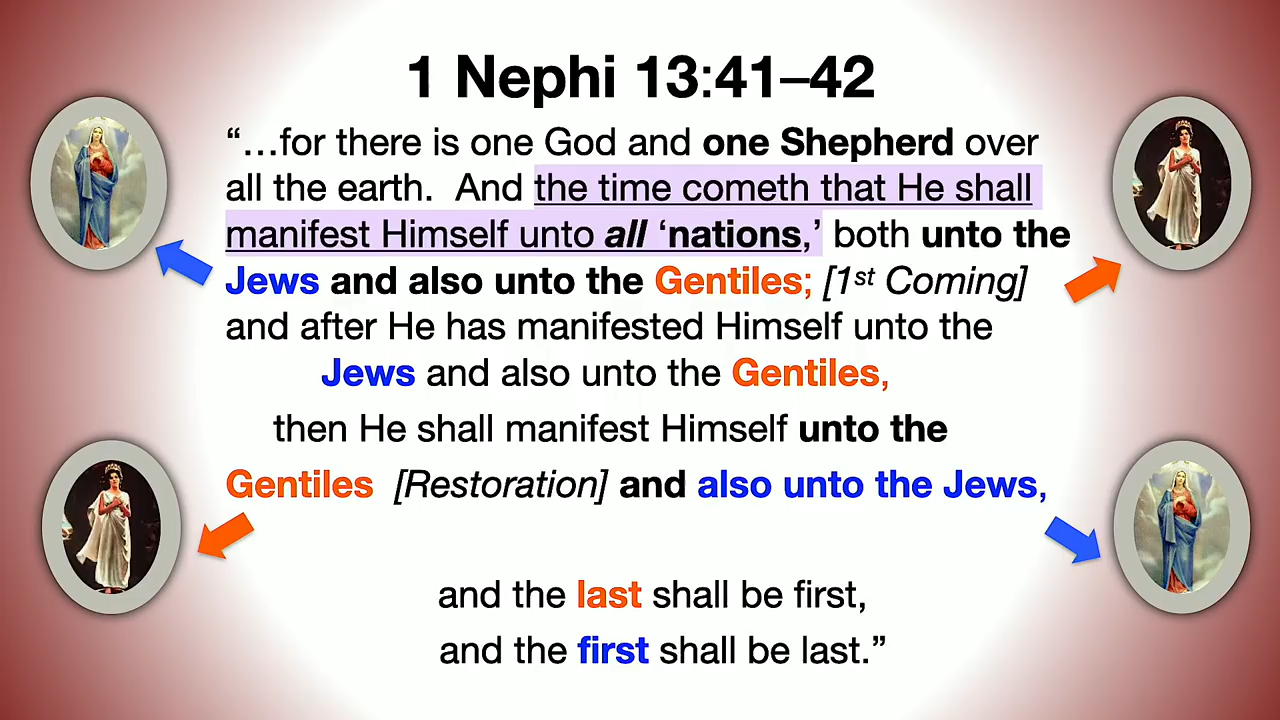 1 Nephi 13:41–42
“…for there is one God and one Shepherd over
all the earth.  And the time cometh that He shall
manifest Himself unto all ‘nations,’ both unto the
Jews and also unto the Gentiles; [1st Coming]
and after He has manifested Himself unto the
Jews and also unto the Gentiles,
then He shall manifest Himself unto the
Gentiles  [Restoration] and also unto the Jews,
and the last shall be first,
and the first shall be last.”